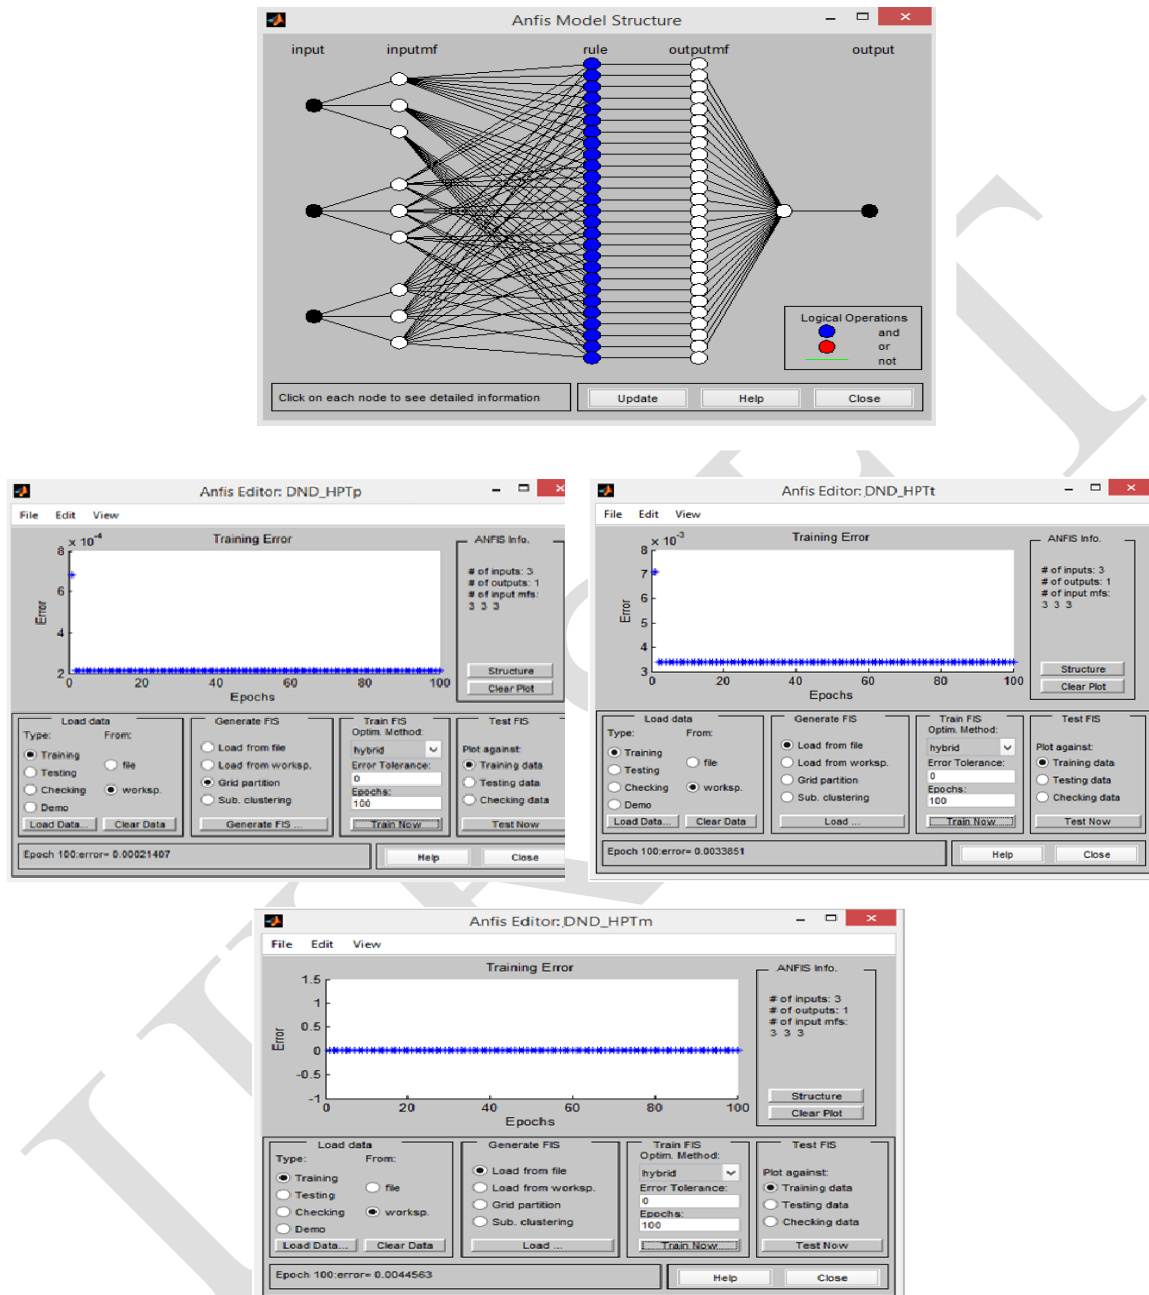 Anfis Model Structure
input inputmf rule outputmf output
Logical Operations
and
or
not
Click on each node to see detailed information Update Help Close
Anfis Editor: DND_HPTp
File Edit View
Training Error
x 10^-4
8
6
4
2
Error
0 20 40 60 80 100
Epochs
ANFIS Info.
# of inputs: 3
# of outputs: 1
# of input mfs:
3 3 3
Structure
Clear Plot
Load data
Type: From:
Training
Testing
Checking
Demo
file
worksp.
Load Data... Clear Data
Generate FIS
Load from file
Load from worksp.
Grid partition
Sub. clustering
Generate FIS ...
Train FIS
Optim. Method:
hybrid
Error Tolerance:
0
Epochs:
100
Train Now
Test FIS
Plot against:
Training data
Testing data
Checking data
Test Now
Epoch 100:error= 0.00021407
Help Close
Anfis Editor: DND_HPTt
File Edit View
Training Error
x 10^-3
8
7
6
5
4
3
Error
0 20 40 60 80 100
Epochs
ANFIS Info.
# of inputs: 3
# of outputs: 1
# of input mfs:
3 3 3
Structure
Clear Plot
Load data
Type: From:
Training
Testing
Checking
Demo
file
worksp.
Load Data... Clear Data
Generate FIS
Load from file
Load from worksp.
Grid partition
Sub. clustering
Load ...
Train FIS
Optim. Method:
hybrid
Error Tolerance:
0
Epochs:
100
Train Now
Test FIS
Plot against:
Training data
Testing data
Checking data
Test Now
Epoch 100:error= 0.0033851
Help Close
Anfis Editor: DND_HPTm
File Edit View
Training Error
1.5
1
0.5
0
-0.5
-1
Error
0 20 40 60 80 100
Epochs
ANFIS Info.
# of inputs: 3
# of outputs: 1
# of input mfs:
3 3 3
Structure
Clear Plot
Load data
Type: From:
Training
Testing
Checking
Demo
file
worksp.
Load Data... Clear Data
Generate FIS
Load from file
Load from worksp.
Grid partition
Sub. clustering
Load ...
Train FIS
Optim. Method:
hybrid
Error Tolerance:
0
Epochs:
100
Train Now
Test FIS
Plot against:
Training data
Testing data
Checking data
Test Now
Epoch 100:error= 0.0044563
Help Close